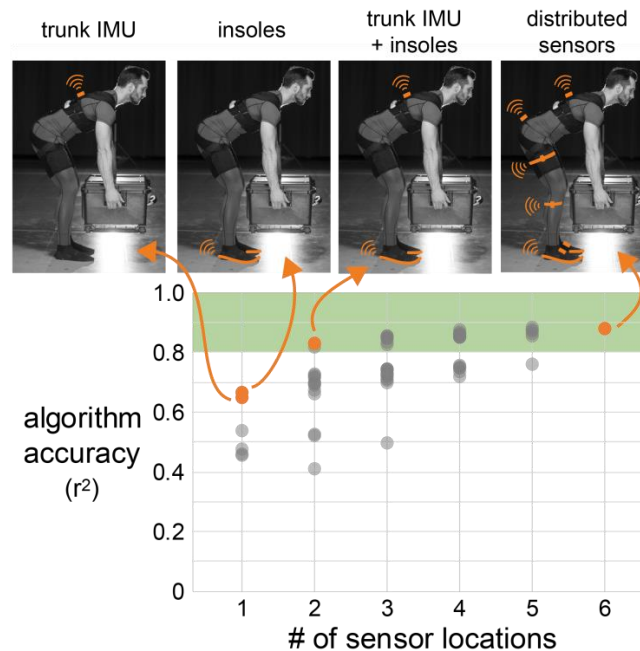 trunk IMU
insoles
trunk IMU
+ insoles
distributed
sensors
1.0
0.8
0.6
0.4
0.2
0
algorithm
accuracy
(r²)
1 2 3 4 5 6
# of sensor locations